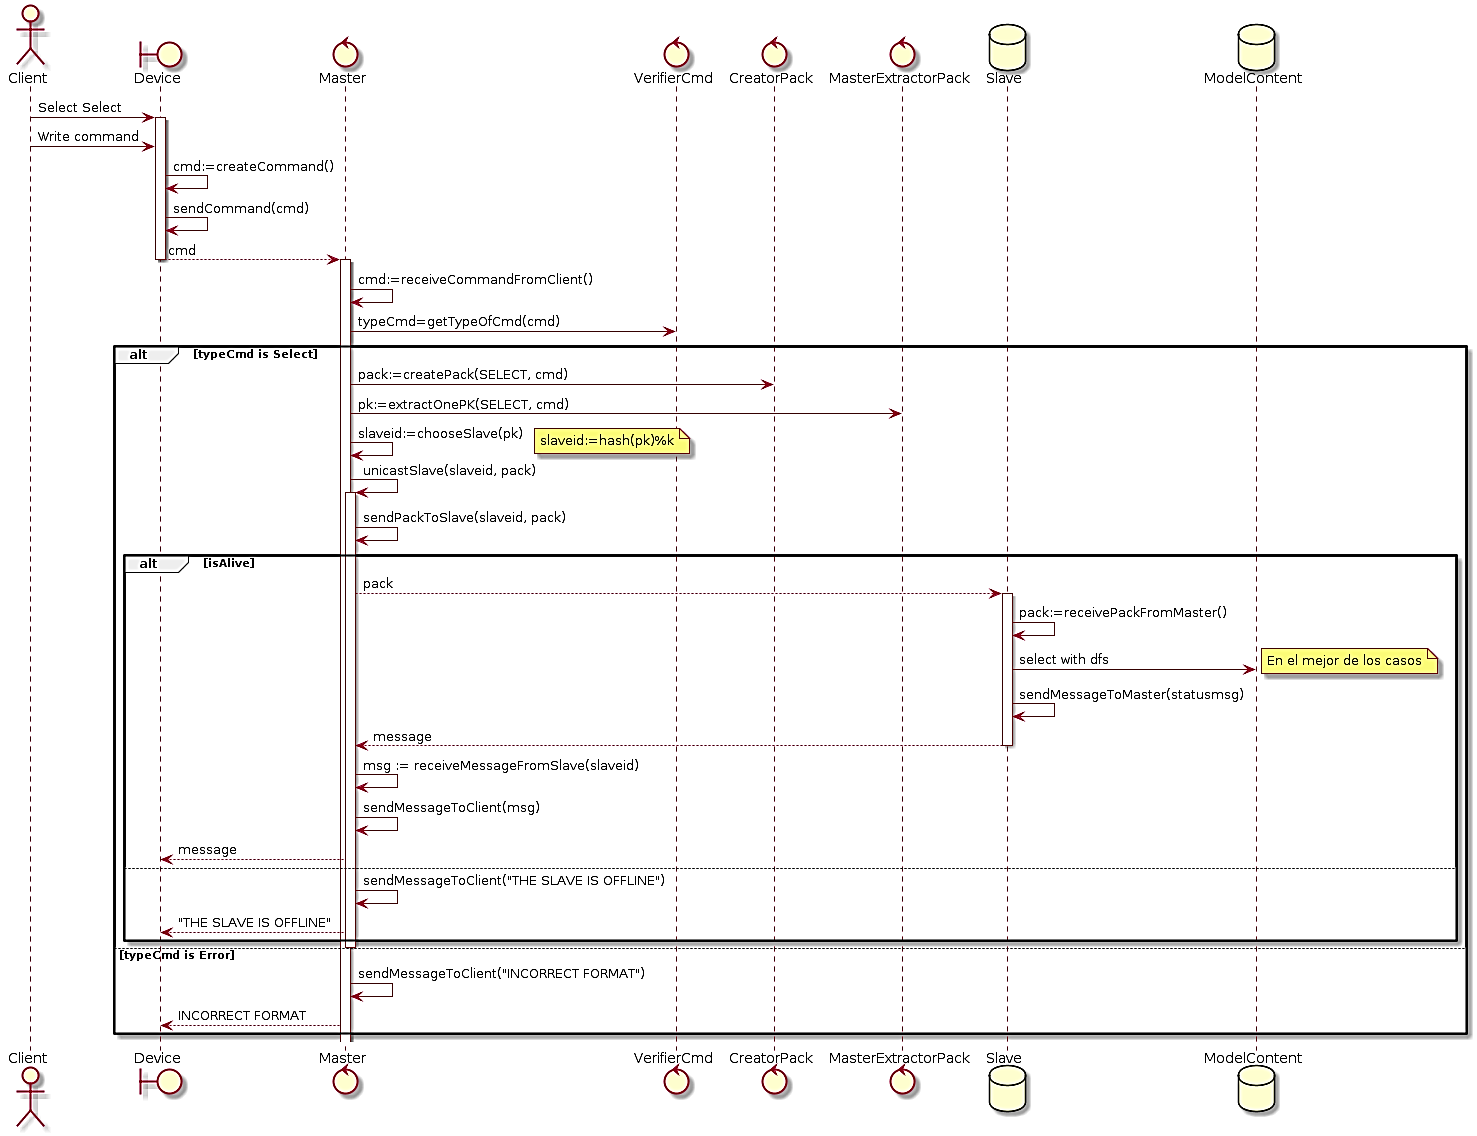 Client
Device
Master
VerifierCmd
CreatorPack
MasterExtractorPack
Slave
ModelContent
Select Select
Write command
cmd:=createCommand()
sendCommand(cmd)
cmd
cmd:=receiveCommandFromClient()
typeCmd=getTypeOfCmd(cmd)
alt [typeCmd is Select]
pack:=createPack(SELECT, cmd)
pk:=extractOnePK(SELECT, cmd)
slaveid:=chooseSlave(pk)
slaveid:=hash(pk)%k
unicastSlave(slaveid, pack)
sendPackToSlave(slaveid, pack)
alt [isAlive]
pack
pack:=receivePackFromMaster()
select with dfs
En el mejor de los casos
sendMessageToMaster(statusmsg)
message
msg := receiveMessageFromSlave(slaveid)
sendMessageToClient(msg)
message
sendMessageToClient("THE SLAVE IS OFFLINE")
"THE SLAVE IS OFFLINE"
[typeCmd is Error]
sendMessageToClient("INCORRECT FORMAT")
INCORRECT FORMAT
Client
Device
Master
VerifierCmd
CreatorPack
MasterExtractorPack
Slave
ModelContent